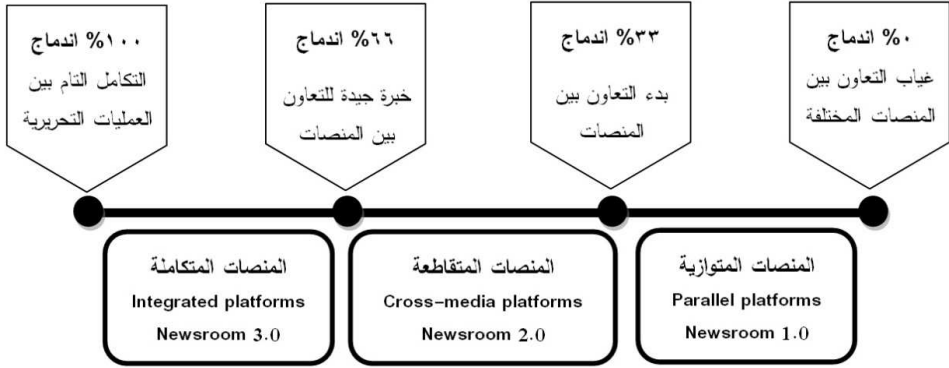 %٠ اندماج
غياب التعاون بين
المنصات المختلفة
%٣٣ اندماج
بدء التعاون بين
المنصات
%٦٦ اندماج
خبرة جيدة للتعاون
بين المنصات
%١٠٠ اندماج
التكامل التام بين
العمليات التحريرية
المنصات المتوازية
Parallel platforms
Newsroom 1.0
المنصات المتقاطعة
Cross-media platforms
Newsroom 2.0
المنصات المتكاملة
Integrated platforms
Newsroom 3.0